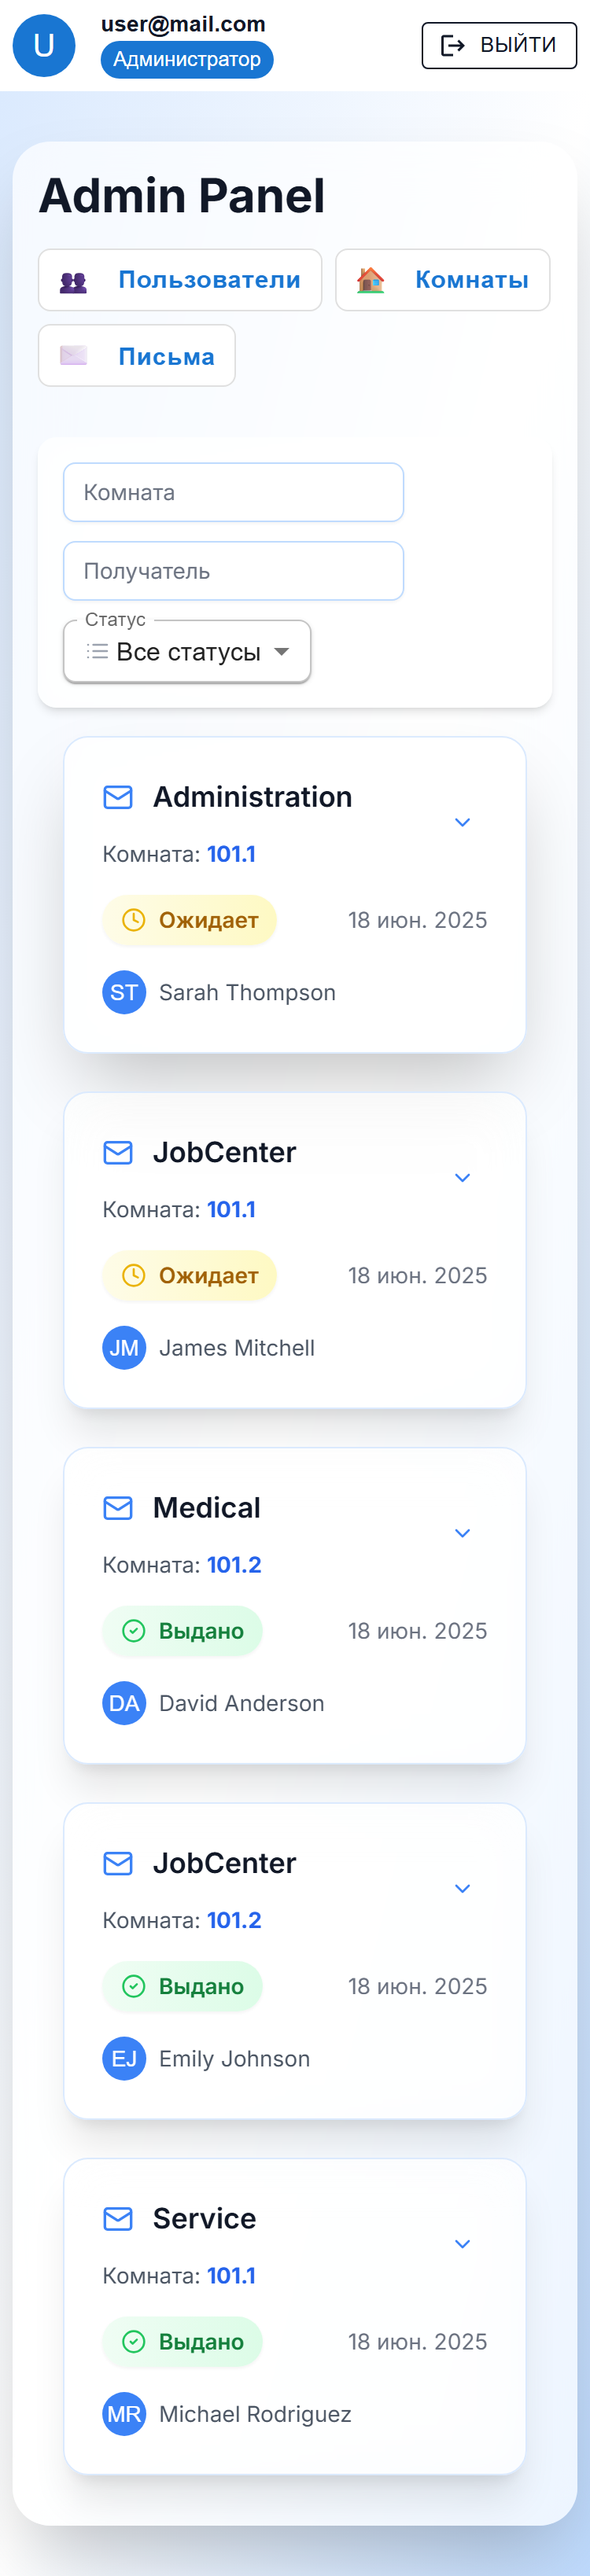 U
user@mail.com
Администратор
ВЫЙТИ
Admin Panel
Пользователи
Комнаты
Письма
Комната
Получатель
Статус
Все статусы
Administration
Комната: 101.1
Ожидает
18 июн. 2025
ST
Sarah Thompson
JobCenter
Комната: 101.1
Ожидает
18 июн. 2025
JM
James Mitchell
Medical
Комната: 101.2
Выдано
18 июн. 2025
DA
David Anderson
JobCenter
Комната: 101.2
Выдано
18 июн. 2025
EJ
Emily Johnson
Service
Комната: 101.1
Выдано
18 июн. 2025
MR
Michael Rodriguez